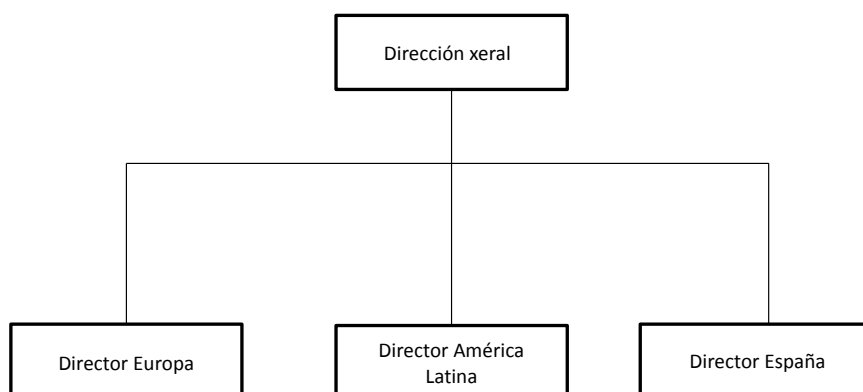 Dirección xeral
Director Europa
Director América
Latina
Director España